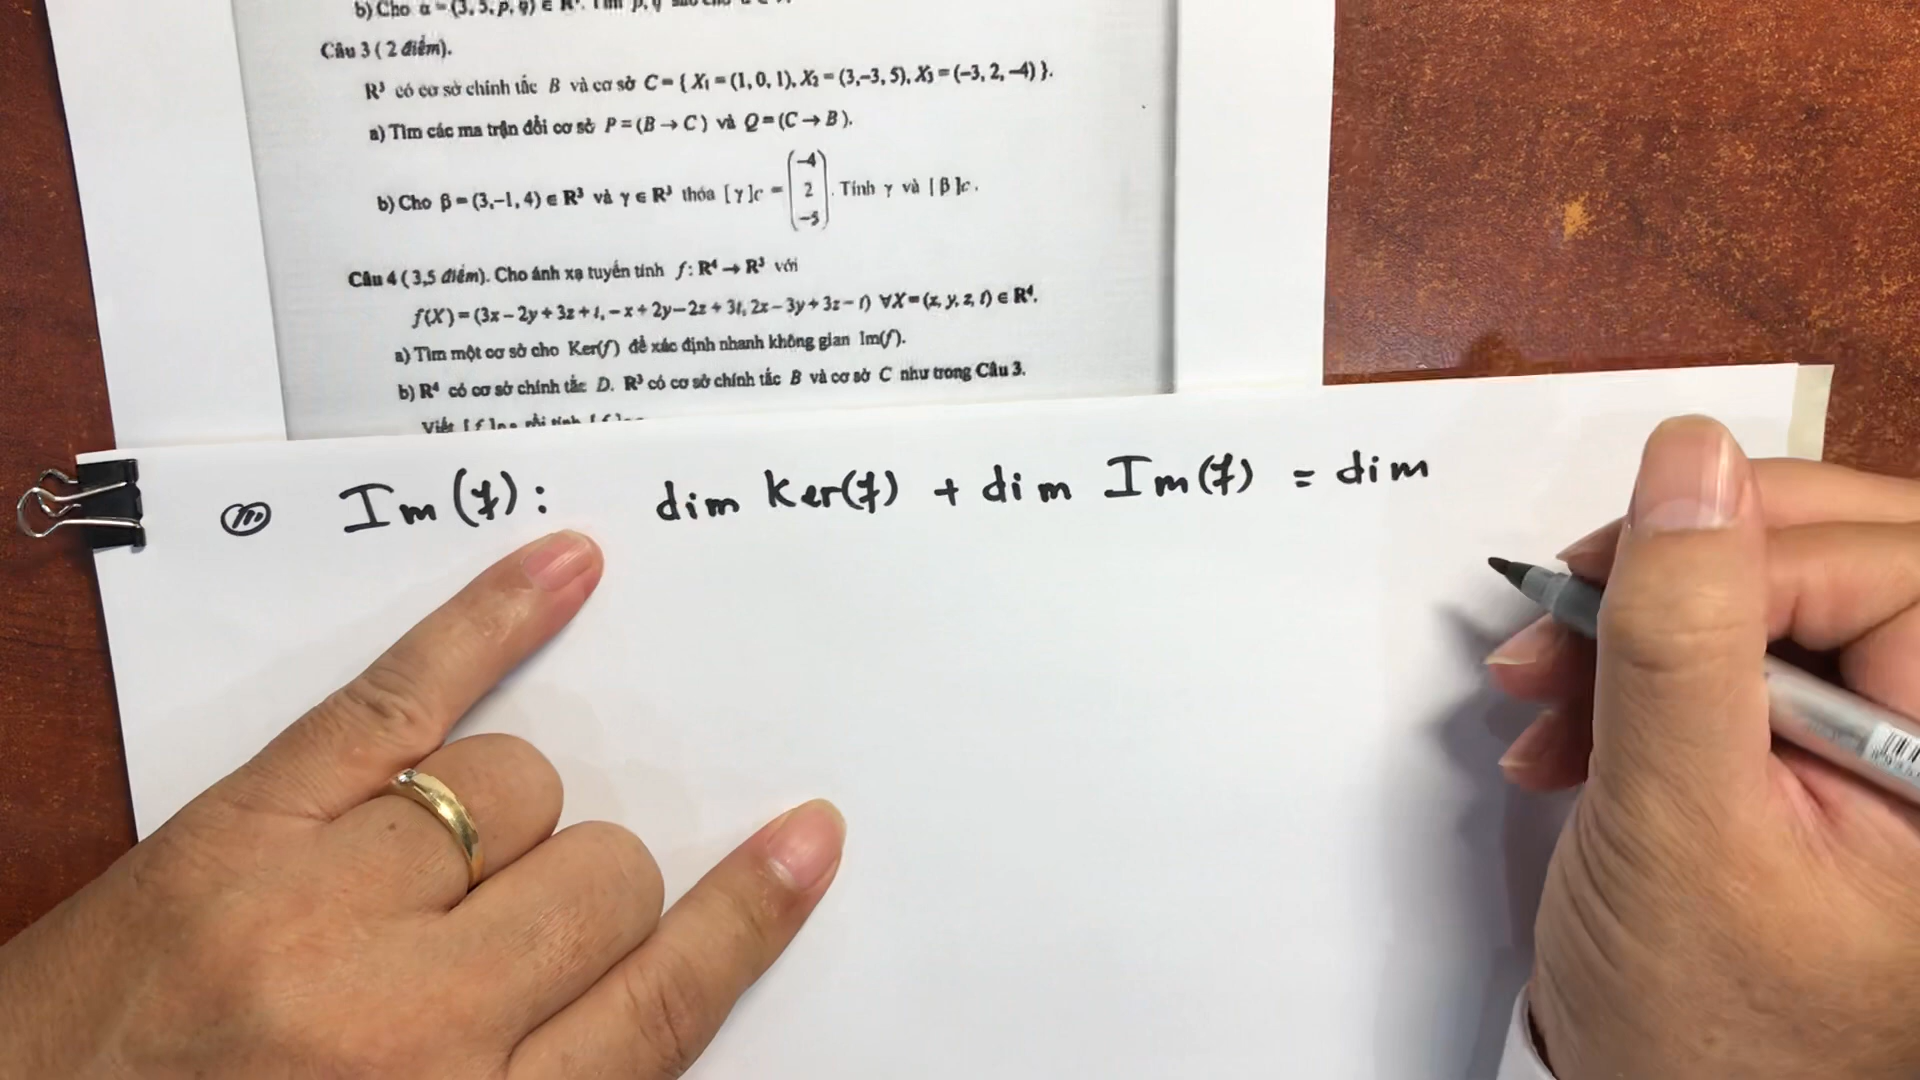 b) Cho α = (3, 5, p, q) ∈
Câu 3 ( 2 điểm).
R³ có cơ sở chính tắc B và cơ sở C = { X₁ = (1, 0, 1), X₂ = (3,−3, 5), X₃ = (−3, 2, −4) }.
a) Tìm các ma trận đổi cơ sở P = (B → C ) và Q = (C → B ).
b) Cho β = (3,−1, 4) ∈ R³ và γ ∈ R³ thỏa [ γ ]c = (−4 2 −5). Tính γ và [ β ]c .
Câu 4 ( 3,5 điểm). Cho ánh xạ tuyến tính f : R⁴ → R³ với
f(X) = (3x − 2y + 3z + t, − x + 2y − 2z + 3t, 2x − 3y + 3z − t) ∀X = (x, y, z, t) ∈ R⁴.
a) Tìm một cơ sở cho Ker(f) để xác định nhanh không gian Im(f).
b) R⁴ có cơ sở chính tắc D. R³ có cơ sở chính tắc B và cơ sở C như trong Câu 3.
Viết
Im (f) : dim Ker(f) + dim Im (f) = dim